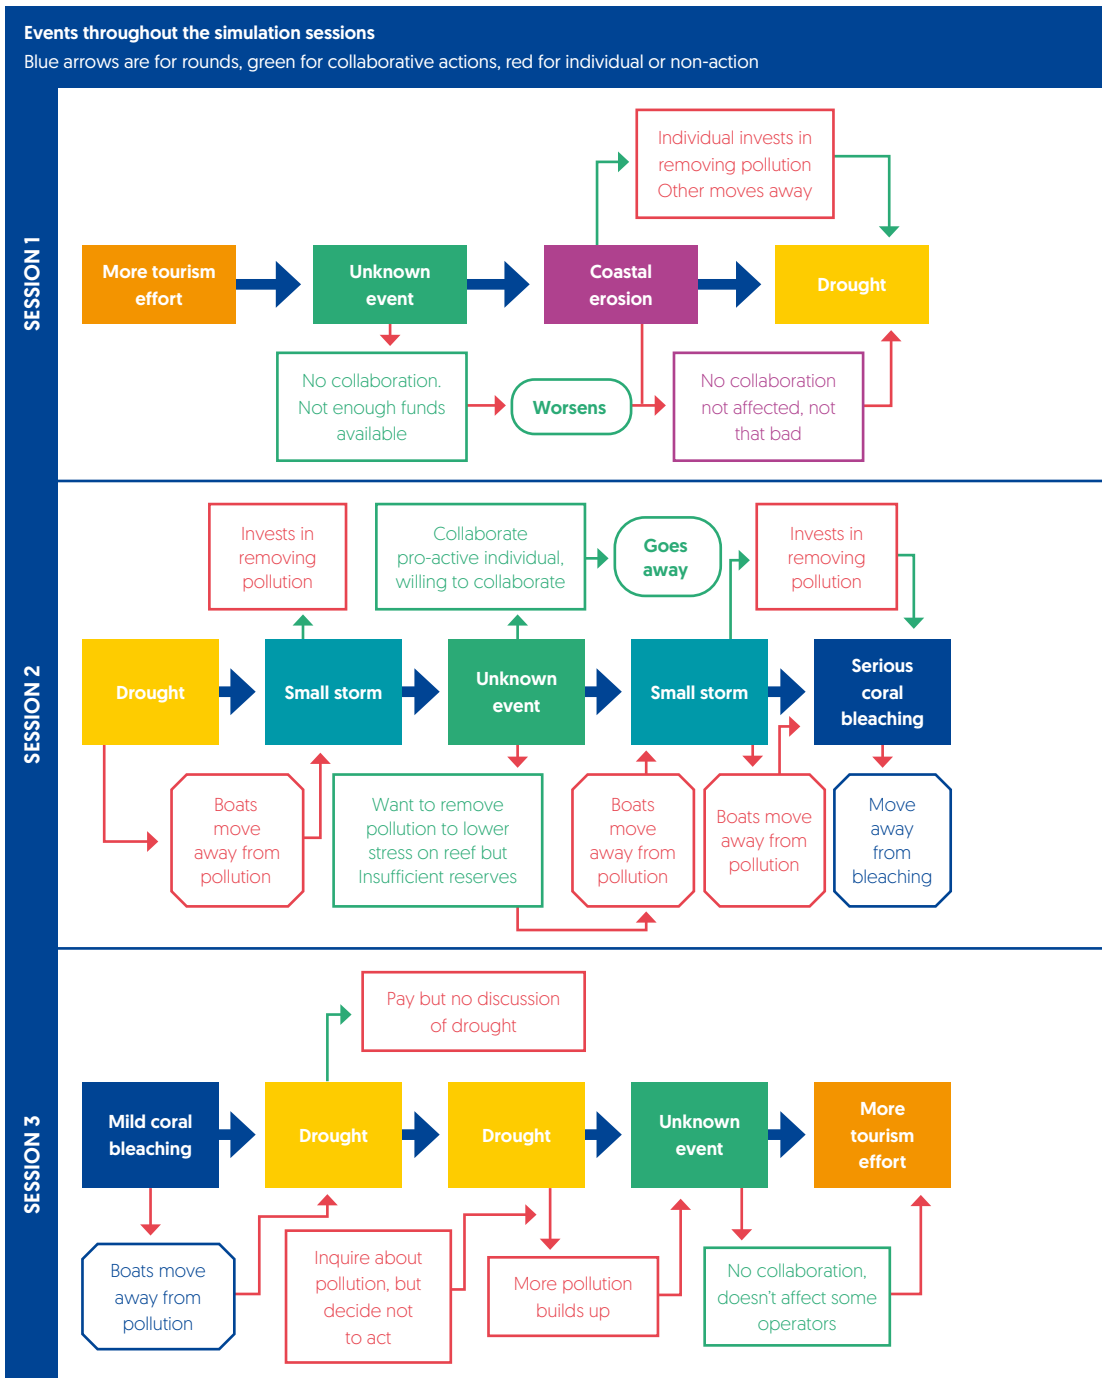 Events throughout the simulation sessions
Blue arrows are for rounds, green for collaborative actions, red for individual or non-action
SESSION 1
Individual invests in
removing pollution
Other moves away
More tourism
effort
Unknown
event
Coastal
erosion
Drought
No collaboration.
Not enough funds
available
Worsens
No collaboration
not affected, not
that bad
SESSION 2
Invests in
removing
pollution
Collaborate
pro-active individual,
willing to collaborate
Goes
away
Invests in
removing
pollution
Drought
Small storm
Unknown
event
Small storm
Serious
coral
bleaching
Boats
move
away from
pollution
Want to remove
pollution to lower
stress on reef but
Insufficient reserves
Boats
move
away from
pollution
Boats move
away from
pollution
Move
away
from
bleaching
SESSION 3
Pay but no discussion
of drought
Mild coral
bleaching
Drought
Drought
Unknown
event
More
tourism
effort
Boats move
away from
pollution
Inquire about
pollution, but
decide not
to act
More pollution
builds up
No collaboration,
doesn't affect some
operators